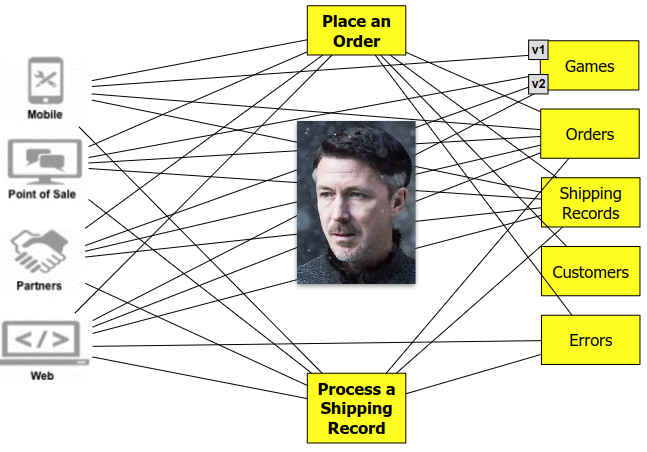 Place an
Order
v1
Games
v2
Mobile
Orders
Point of Sale
Shipping
Records
Partners
Customers
Errors
Web
Process a
Shipping
Record